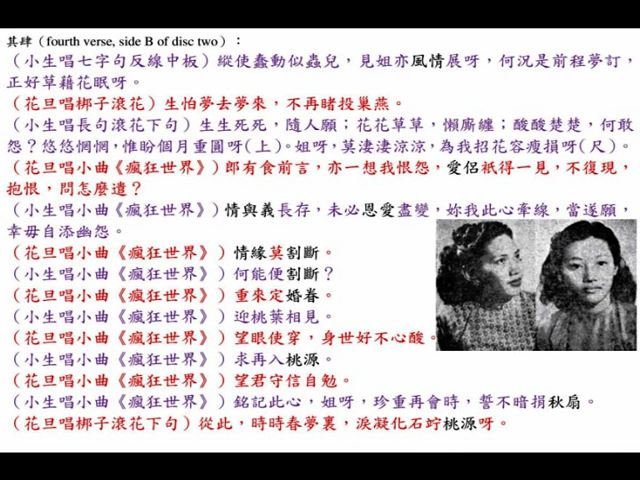 其肆（fourth verse, side B of disc two）：
（小生唱七字句反線中板）縱使蠢動似蟲兒，見姐亦風情展呀，何況是前程夢訂，
正好草藉花眠呀。
（花旦唱梆子滾花）生怕夢去夢來，不再睹投巢燕。
（小生唱長句滾花下句）生生死死，隨人願；花花草草，懶廝纏；酸酸楚楚，何敢
怨？悠悠惘惘，惟盼個月重圓呀（上）。姐呀，莫淒淒涼涼，為我招花容瘦損呀（尺）。
（花旦唱小曲《瘋狂世界》）郎有食前言，亦一想我恨怨，愛侶祇得一見，不復現，
抱恨，問怎麼遣？
（小生唱小曲《瘋狂世界》）情與義長存，未必恩愛盡變，妳我此心牽線，當遂願，
幸毋自添幽怨。
（花旦唱小曲《瘋狂世界》）情緣莫割斷。
（小生唱小曲《瘋狂世界》）何能便割斷？
（花旦唱小曲《瘋狂世界》）重來定婚眷。
（小生唱小曲《瘋狂世界》）迎桃葉相見。
（花旦唱小曲《瘋狂世界》）望眼使穿，身世好不心酸。
（小生唱小曲《瘋狂世界》）求再入桃源。
（花旦唱小曲《瘋狂世界》）望君守信自勉。
（小生唱小曲《瘋狂世界》）銘記此心，姐呀，珍重再會時，誓不暗捐秋扇。
（花旦唱梆子滾花下句）從此，時時春夢裏，淚凝化石竚桃源呀。